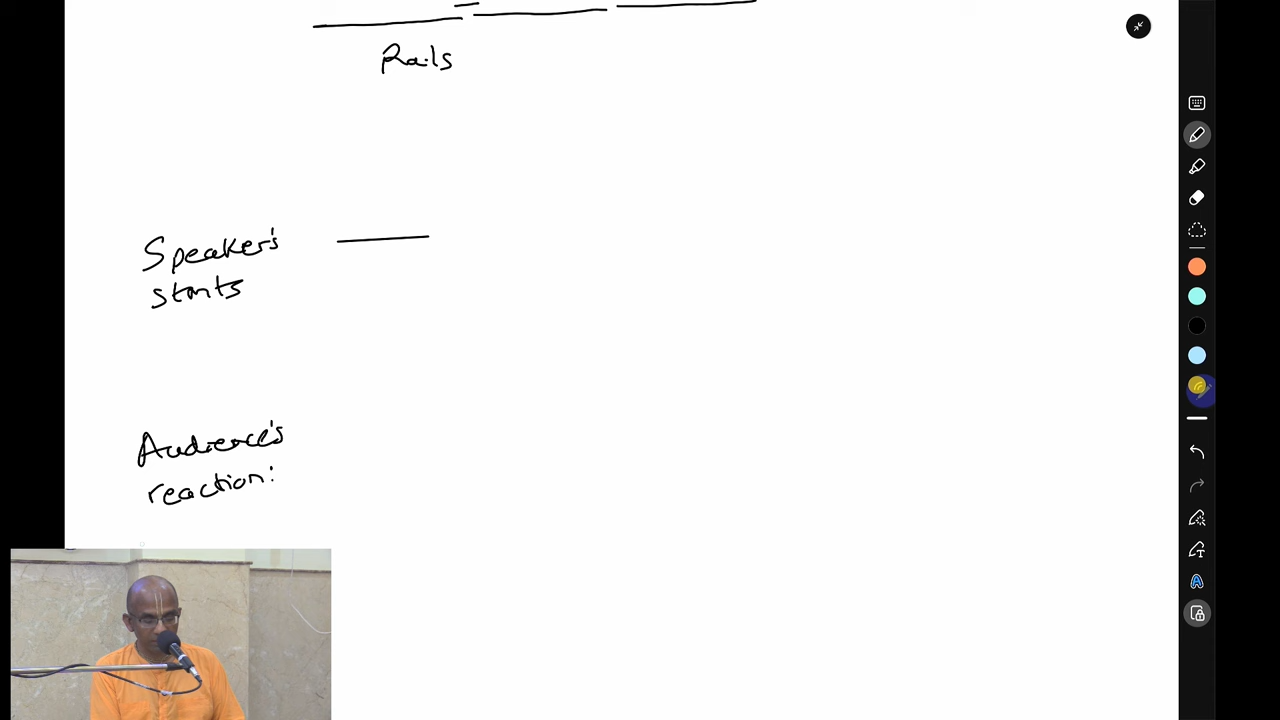 Rails
Speaker's
starts
Audience's
reaction: